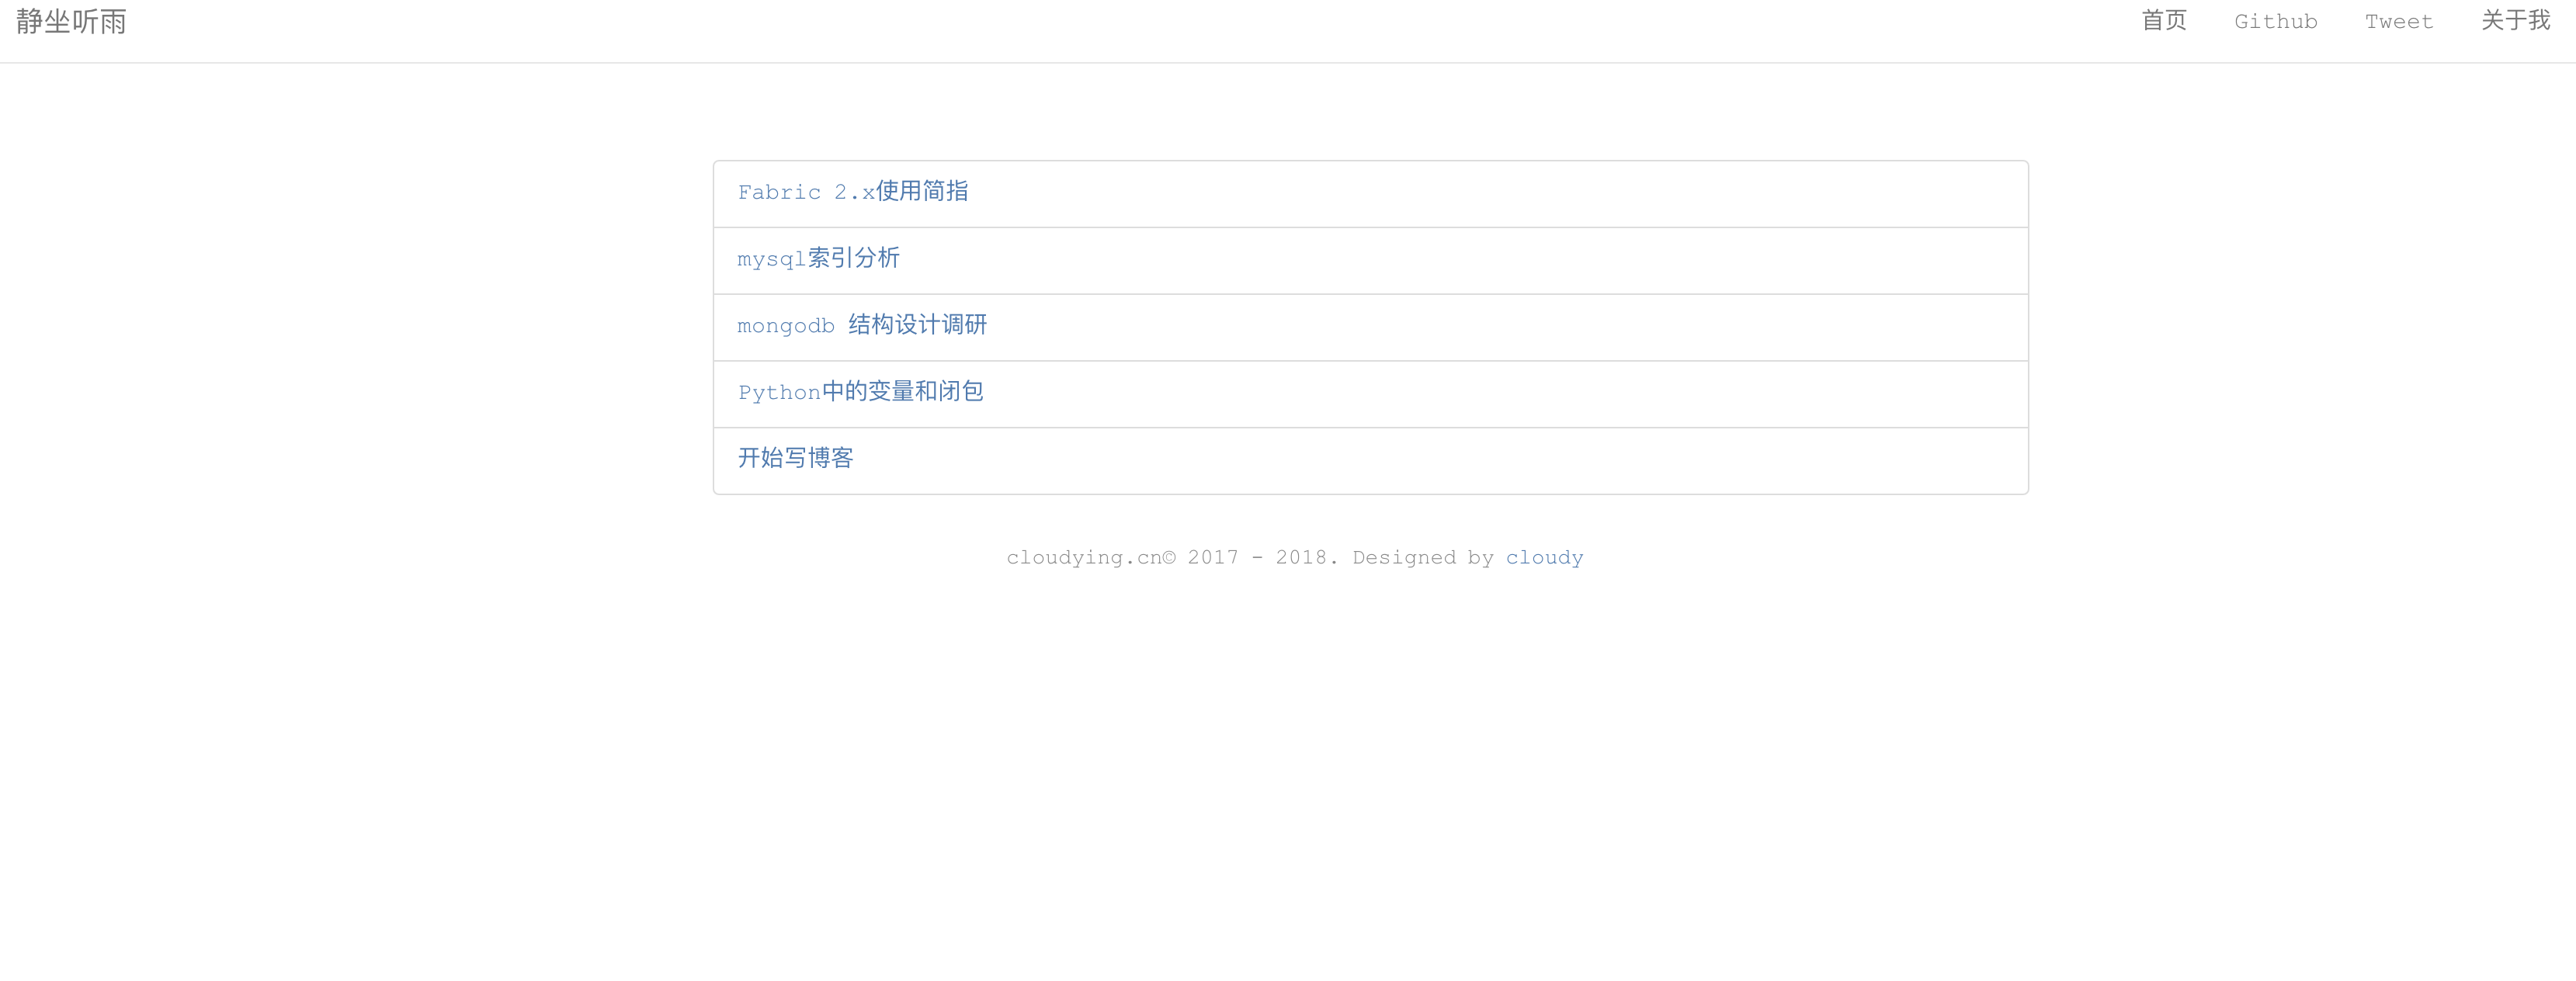 静坐听雨
首页 Github Tweet 关于我
Fabric 2.x使用简指
mysql索引分析
mongodb 结构设计调研
Python中的变量和闭包
开始写博客
cloudying.cn© 2017 - 2018. Designed by cloudy